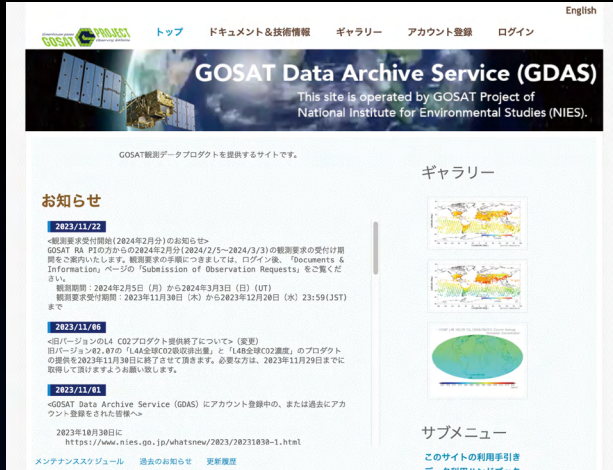 English
GOSAT PROJECT
トップ ドキュメント＆技術情報 ギャラリー アカウント登録 ログイン
GOSAT Data Archive Service (GDAS)
This site is operated by GOSAT Project of
National Institute for Environmental Studies (NIES).
GOSAT観測データプロダクトを提供するサイトです。
お知らせ
2023/11/22
<観測要求受付開始(2024年2月分)のお知らせ>
GOSAT RA PIの方からの2024年2月分(2024/2/5〜2024/3/3)の観測要求の受付け期
間をご案内いたします。観測要求の手順につきましては、ログイン後、「Documents &
Information」ページの「Submission of Observation Requests」をご覧くだ
さい。
観測期間：2024年2月5日（月）から2024年3月3日（日）(UT)
観測要求受付期間：2023年11月30日（木）から2023年12月20日（水）23:59(JST)
まで
2023/11/06
<旧バージョンのL4 CO2プロダクト提供終了について>（変更）
旧バージョン02.07の「L4A全球CO2吸収排出量」と「L4B全球CO2濃度」のプロダクト
の提供を2023年11月30日に終了させて頂きます。必要な方は、2023年11月29日までに
取得して頂けますようお願い致します。
2023/11/01
<GOSAT Data Archive Service（GDAS）にアカウント登録中の、または過去にアカ
ウント登録をされた皆様へ>
2023年10月30日に
https://www.nies.go.jp/whatsnew/2023/20231030-1.html
メンテナンススケジュール 過去のお知らせ 更新履歴
ギャラリー
サブメニュー
このサイトの利用手引き